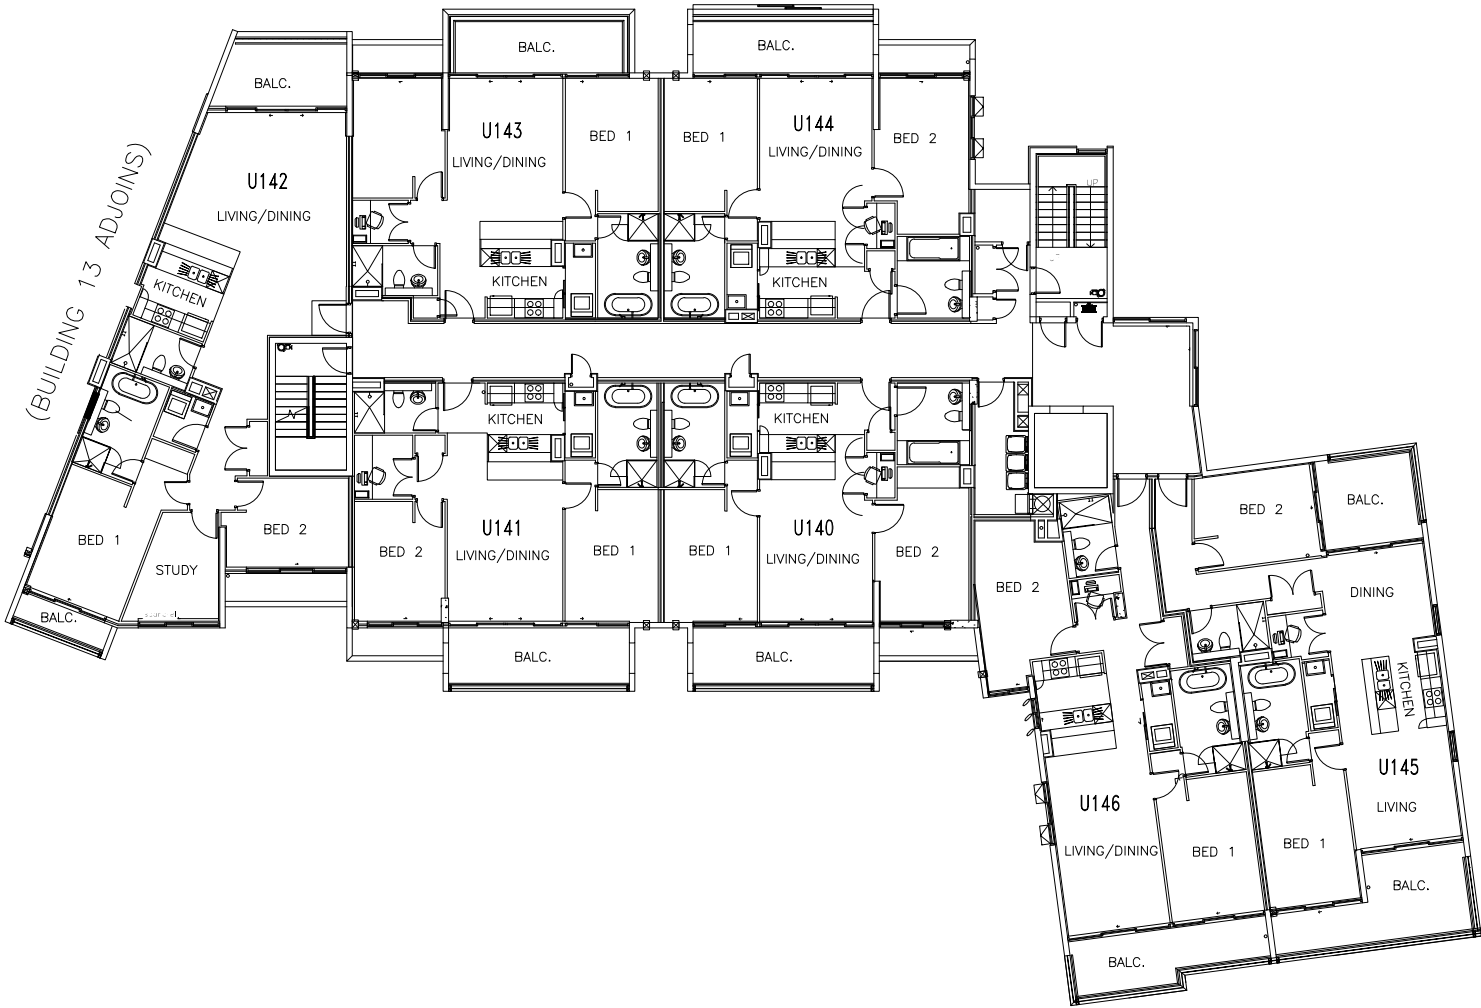 BALC.
BALC.
BALC.
U143
LIVING/DINING
BED 1
BED 1
U144
LIVING/DINING
BED 2
U142
LIVING/DINING
(BUILDING 13 ADJOINS)
UP
KITCHEN
KITCHEN
KITCHEN
KITCHEN
KITCHEN
BED 1
STUDY
BED 2
BALC.
BED 2
U141
LIVING/DINING
BED 1
BED 1
U140
LIVING/DINING
BED 2
BALC.
BALC.
BED 2
BED 2
BALC.
DINING
KITCHEN
U145
LIVING
U146
LIVING/DINING
BED 1
BED 1
BALC.
BALC.